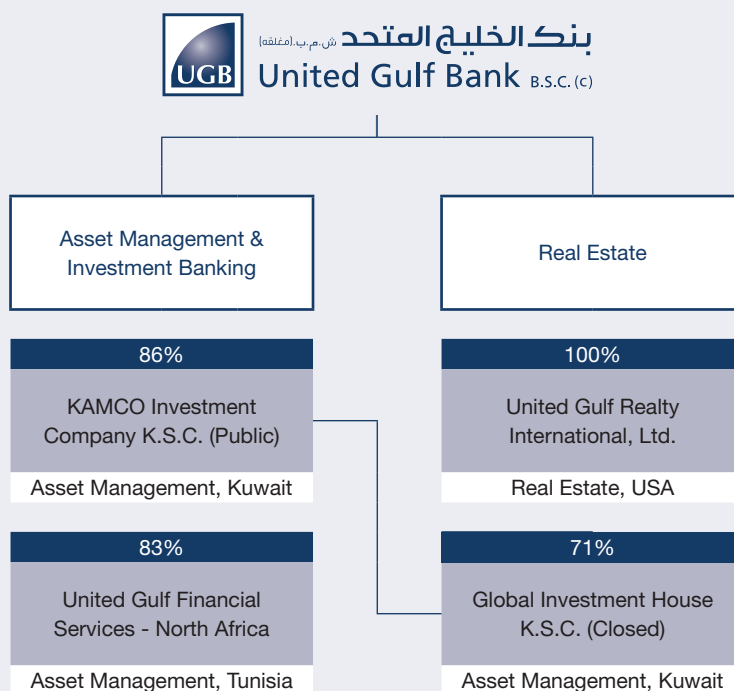 بنك الخليج المتحد ش.م.ب.(مغلقة)
UGB
United Gulf Bank B.S.C. (c)
Asset Management &
Investment Banking
Real Estate
86%
KAMCO Investment
Company K.S.C. (Public)
Asset Management, Kuwait
100%
United Gulf Realty
International, Ltd.
Real Estate, USA
83%
United Gulf Financial
Services - North Africa
Asset Management, Tunisia
71%
Global Investment House
K.S.C. (Closed)
Asset Management, Kuwait